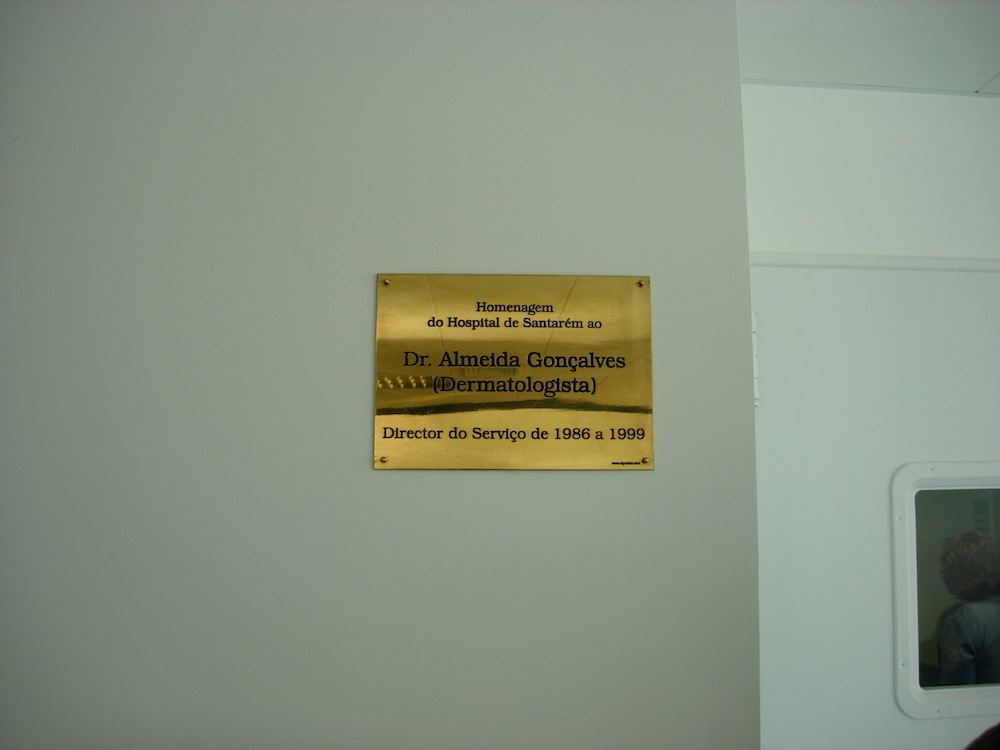 Homenagem
do Hospital de Santarém ao
Dr. Almeida Gonçalves
(Dermatologista)
Director do Serviço de 1986 a 1999